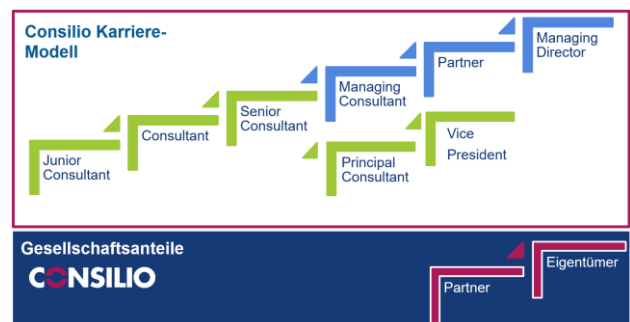 Consilio Karriere-
Modell
Managing
Director
Partner
Managing
Consultant
Senior
Consultant
Consultant
Junior
Consultant
Principal
Consultant
Vice
President
Gesellschaftsanteile
CONSILIO
Partner
Eigentümer